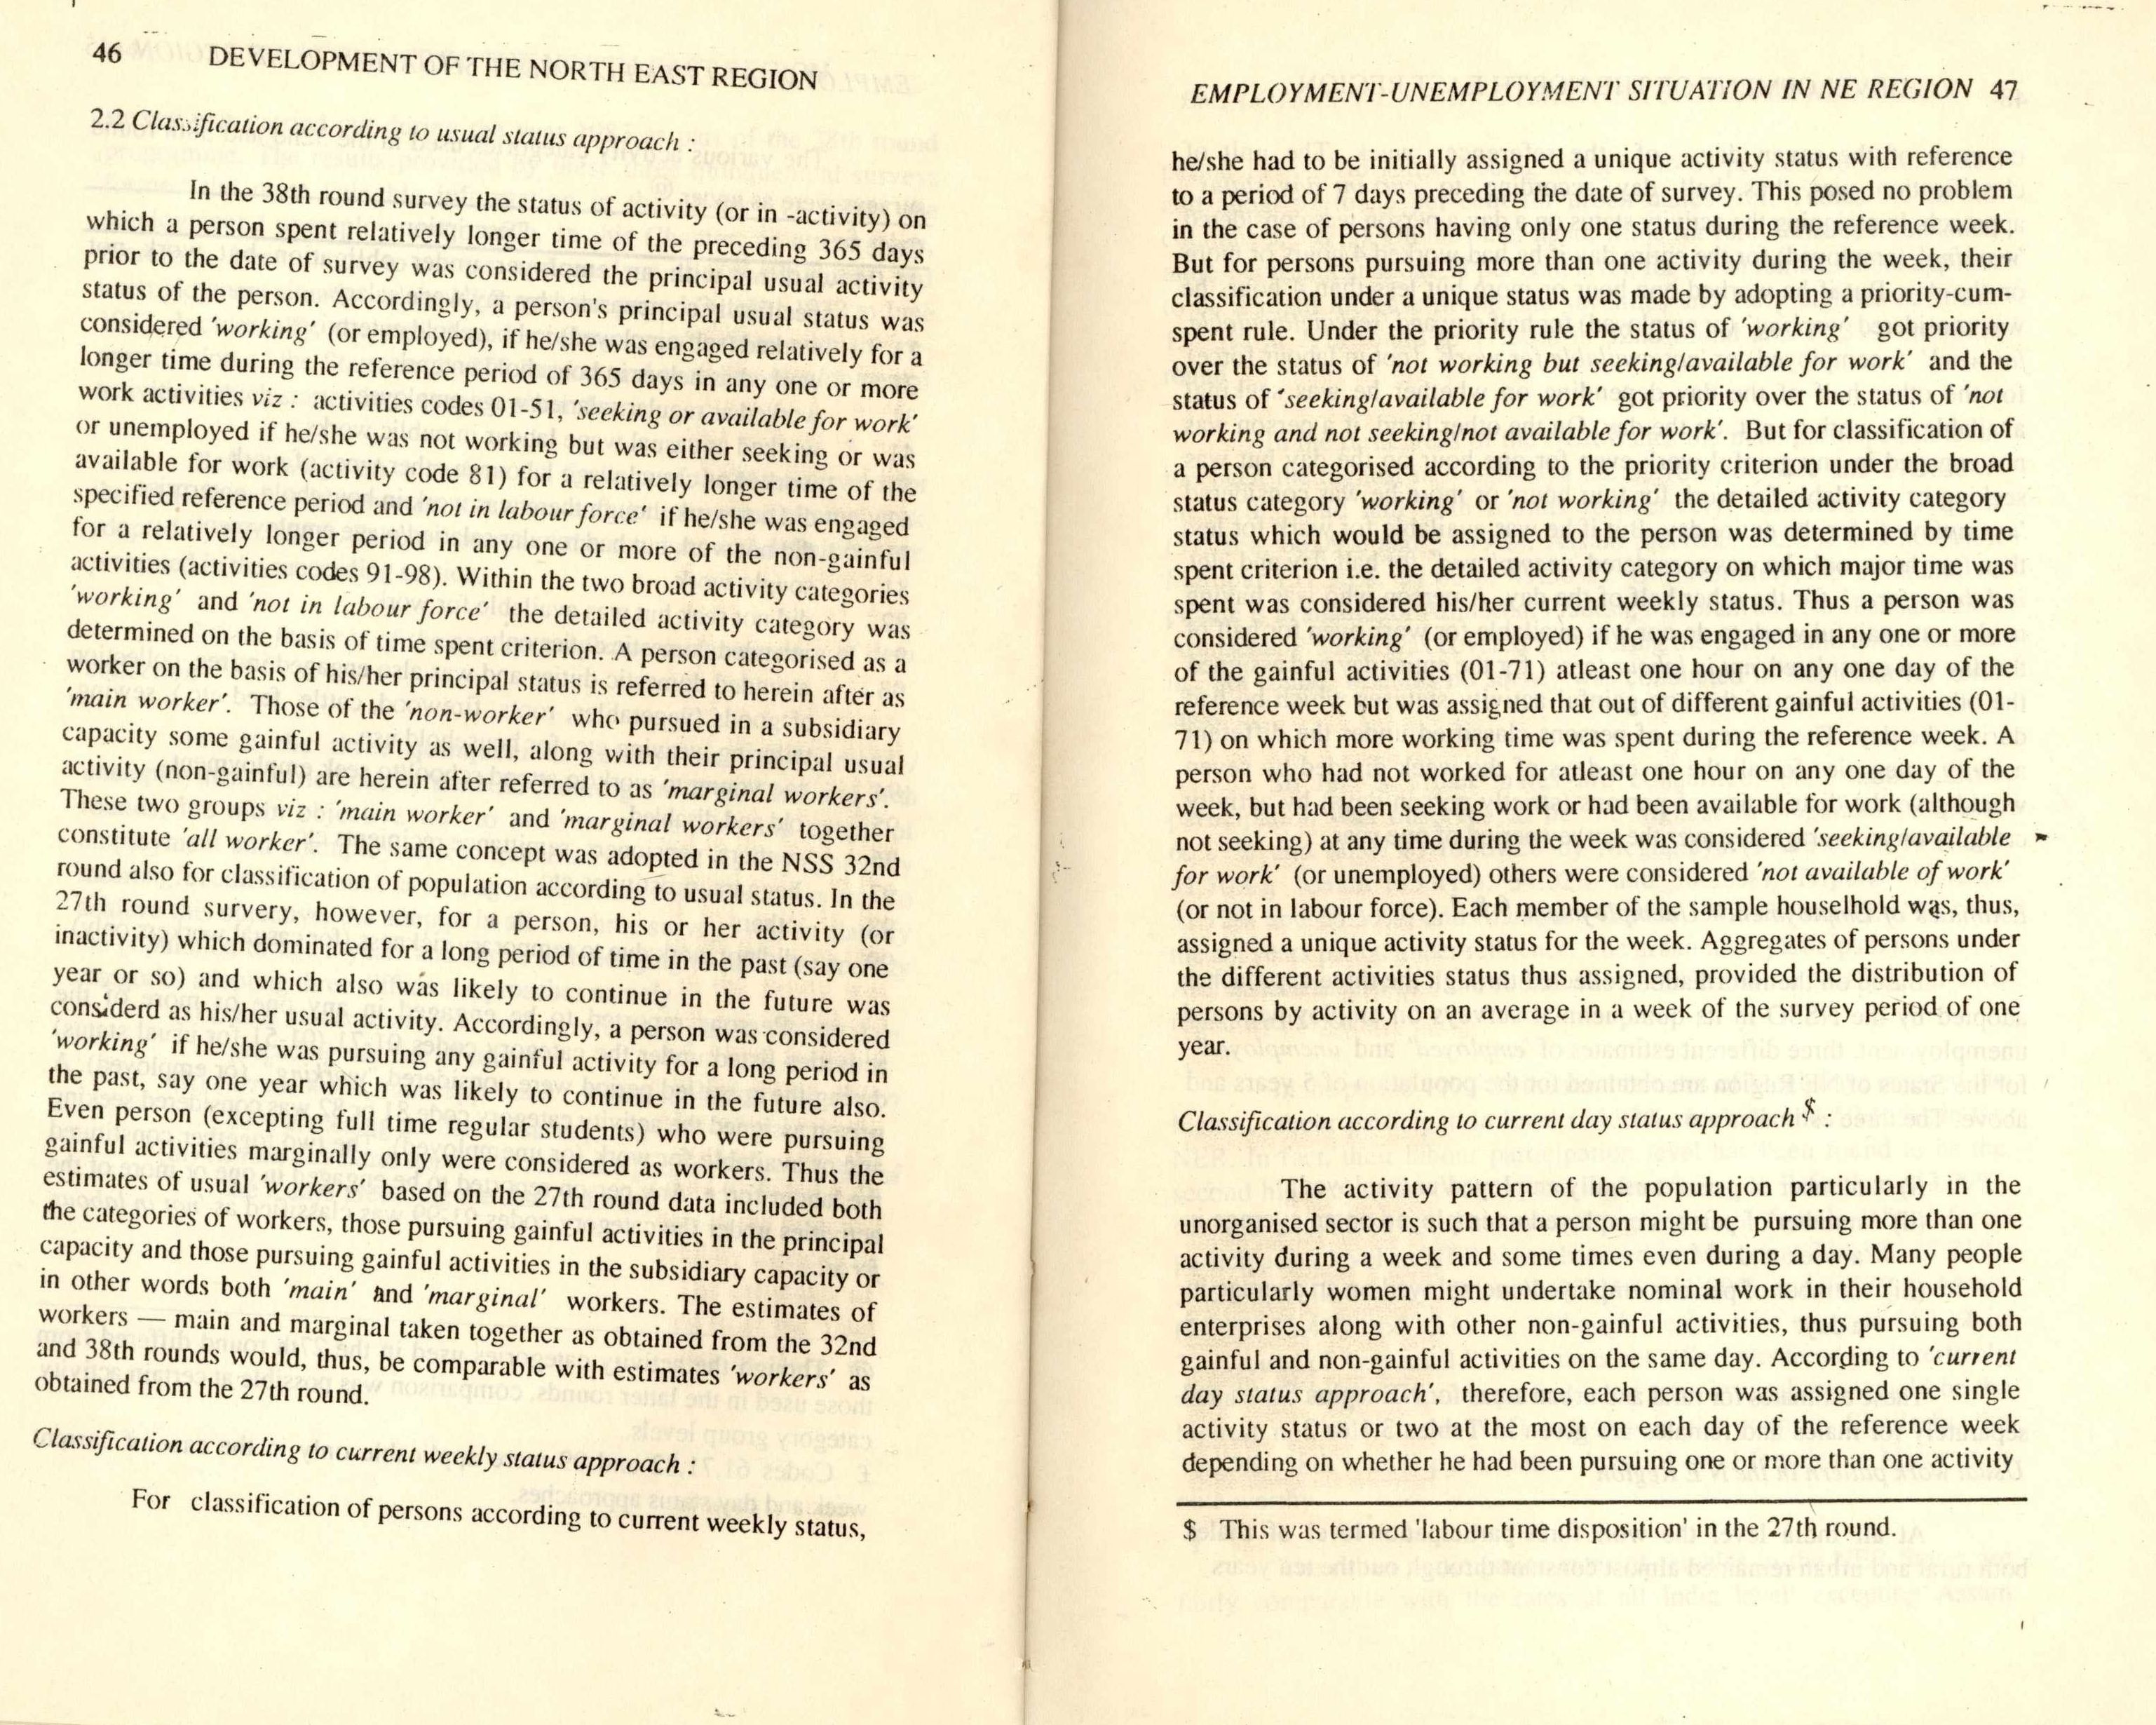 46 DEVELOPMENT OF THE NORTH EAST REGION
2.2 Classification according to usual status approach :
In the 38th round survey the status of activity (or in -activity) on
which a person spent relatively longer time of the preceding 365 days
prior to the date of survey was considered the principal usual activity
status of the person. Accordingly, a person's principal usual status was
considered 'working' (or employed), if he/she was engaged relatively for a
longer time during the reference period of 365 days in any one or more
work activities viz : activities codes 01-51, 'seeking or available for work'
or unemployed if he/she was not working but was either seeking or was
available for work (activity code 81) for a relatively longer time of the
specified reference period and 'not in labour force' if he/she was engaged
for a relatively longer period in any one or more of the non-gainful
activities (activities codes 91-98). Within the two broad activity categories
'working' and 'not in labour force' the detailed activity category was
determined on the basis of time spent criterion. A person categorised as a
worker on the basis of his/her principal status is referred to herein after as
'main worker'. Those of the 'non-worker' who pursued in a subsidiary
capacity some gainful activity as well, along with their principal usual
activity (non-gainful) are herein after referred to as 'marginal workers'.
These two groups viz : 'main worker' and 'marginal workers' together
constitute 'all worker'. The same concept was adopted in the NSS 32nd
round also for classification of population according to usual status. In the
27th round survery, however, for a person, his or her activity (or
inactivity) which dominated for a long period of time in the past (say one
year or so) and which also was likely to continue in the future was
considerd as his/her usual activity. Accordingly, a person was considered
'working' if he/she was pursuing any gainful activity for a long period in
the past, say one year which was likely to continue in the future also.
Even person (excepting full time regular students) who were pursuing
gainful activities marginally only were considered as workers. Thus the
estimates of usual 'workers' based on the 27th round data included both
the categories of workers, those pursuing gainful activities in the principal
capacity and those pursuing gainful activities in the subsidiary capacity or
in other words both 'main' and 'marginal' workers. The estimates of
workers — main and marginal taken together as obtained from the 32nd
and 38th rounds would, thus, be comparable with estimates 'workers' as
obtained from the 27th round.
Classification according to current weekly status approach :
For classification of persons according to current weekly status,
EMPLOYMENT-UNEMPLOYMENT SITUATION IN NE REGION 47
he/she had to be initially assigned a unique activity status with reference
to a period of 7 days preceding the date of survey. This posed no problem
in the case of persons having only one status during the reference week.
But for persons pursuing more than one activity during the week, their
classification under a unique status was made by adopting a priority-cum-
spent rule. Under the priority rule the status of 'working' got priority
over the status of 'not working but seeking/available for work' and the
status of 'seeking/available for work' got priority over the status of 'not
working and not seeking/not available for work'. But for classification of
a person categorised according to the priority criterion under the broad
status category 'working' or 'not working' the detailed activity category
status which would be assigned to the person was determined by time
spent criterion i.e. the detailed activity category on which major time was
spent was considered his/her current weekly status. Thus a person was
considered 'working' (or employed) if he was engaged in any one or more
of the gainful activities (01-71) atleast one hour on any one day of the
reference week but was assigned that out of different gainful activities (01-
71) on which more working time was spent during the reference week. A
person who had not worked for atleast one hour on any one day of the
week, but had been seeking work or had been available for work (although
not seeking) at any time during the week was considered 'seeking/available
for work' (or unemployed) others were considered 'not available of work'
(or not in labour force). Each member of the sample houselhold was, thus,
assigned a unique activity status for the week. Aggregates of persons under
the different activities status thus assigned, provided the distribution of
persons by activity on an average in a week of the survey period of one
year.
Classification according to current day status approach $ :
The activity pattern of the population particularly in the
unorganised sector is such that a person might be pursuing more than one
activity during a week and some times even during a day. Many people
particularly women might undertake nominal work in their household
enterprises along with other non-gainful activities, thus pursuing both
gainful and non-gainful activities on the same day. According to 'current
day status approach', therefore, each person was assigned one single
activity status or two at the most on each day of the reference week
depending on whether he had been pursuing one or more than one activity
$ This was termed 'labour time disposition' in the 27th round.